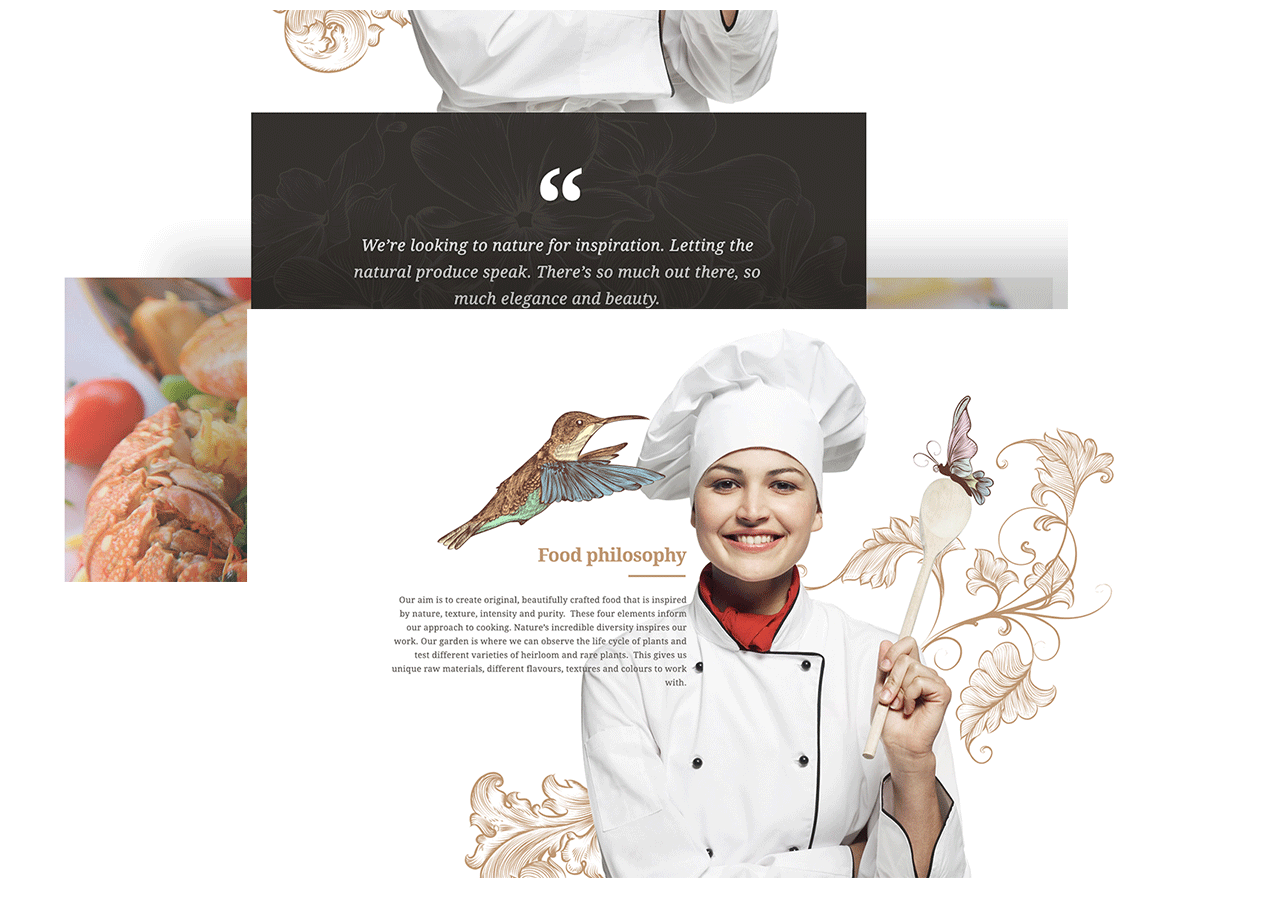 “
We’re looking to nature for inspiration. Letting the
natural produce speak. There’s so much out there, so
much elegance and beauty.
Food philosophy
Our aim is to create original, beautifully crafted food that is inspired
by nature, texture, intensity and purity.  These four elements inform
our approach to cooking. Nature’s incredible diversity inspires our
work. Our garden is where we can observe the life cycle of plants and
test different varieties of heirloom and rare plants.  This gives us
unique raw materials, different flavours, textures and colours to work
with.